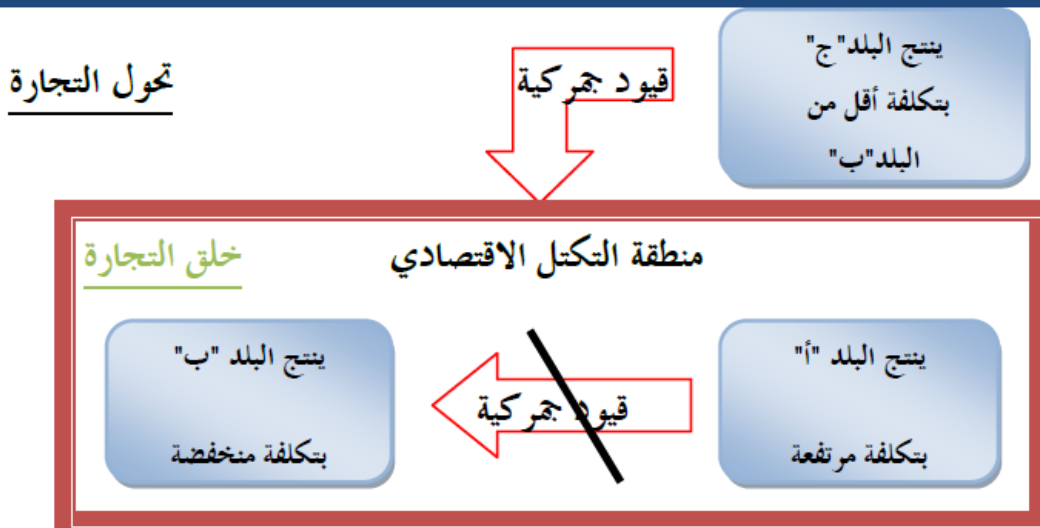 ينتج البلد"ج"
بتكلفة أقل من
البلد"ب"
قيود جمركية
تحول التجارة
منطقة التكتل الاقتصادي
خلق التجارة
ينتج البلد "أ"
بتكلفة مرتفعة
قيود جمركية
ينتج البلد "ب"
بتكلفة منخفضة